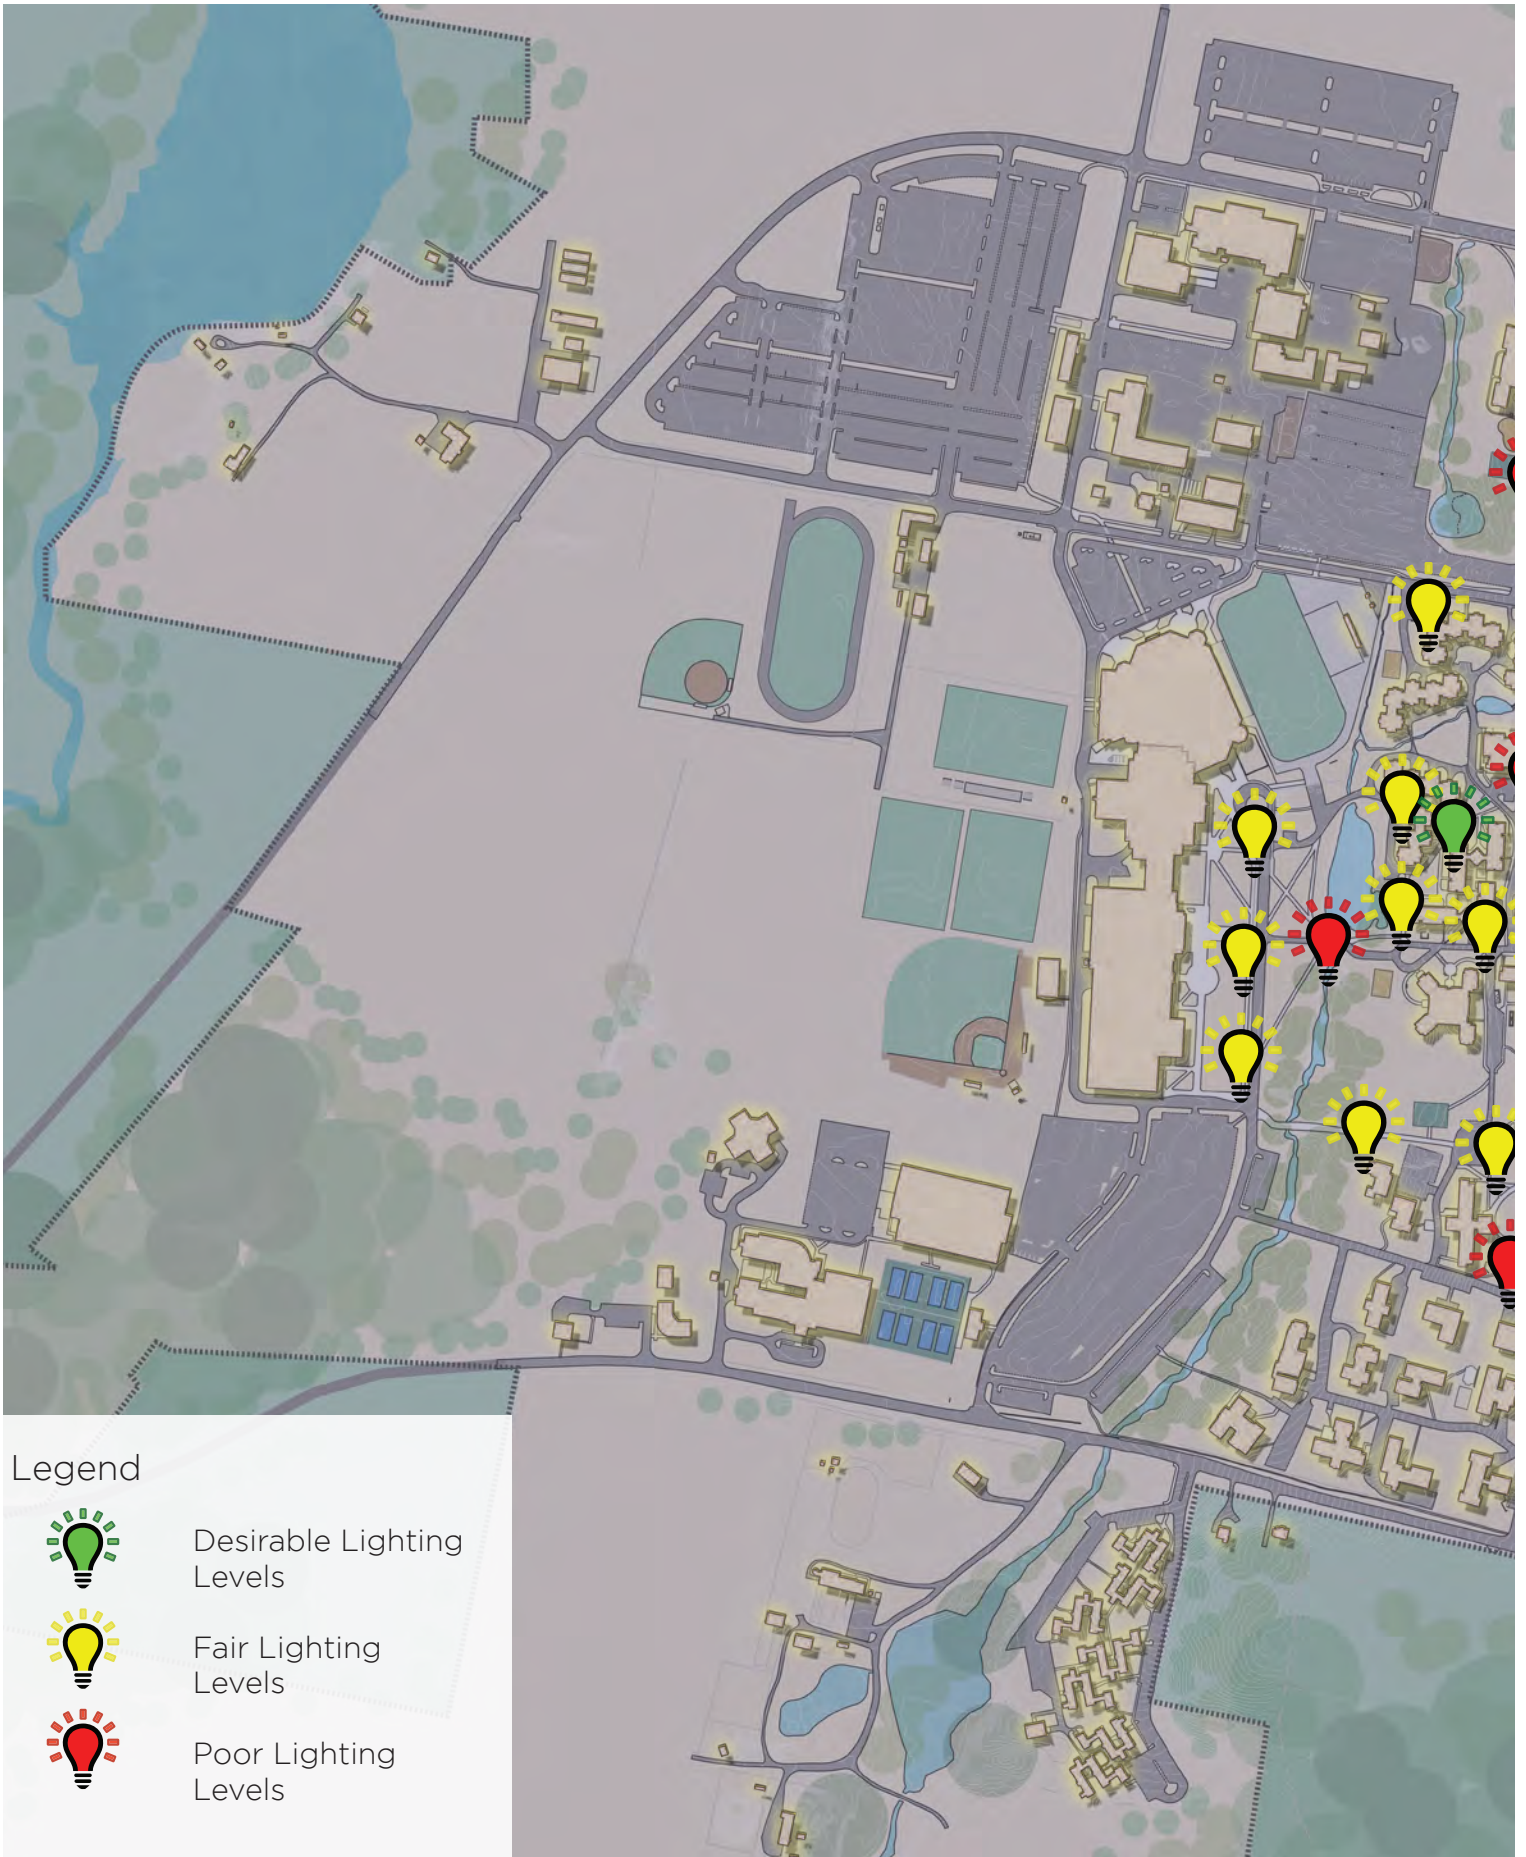 Legend
Desirable Lighting
Levels
Fair Lighting
Levels
Poor Lighting
Levels